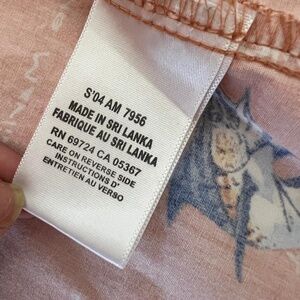 S'04 AM 7956
MADE IN SRI LANKA
FABRIQUE AU SRI LANKA
RN 69724 CA 05367
CARE ON REVERSE SIDE
INSTRUCTIONS D'
ENTRETIEN AU VERSO